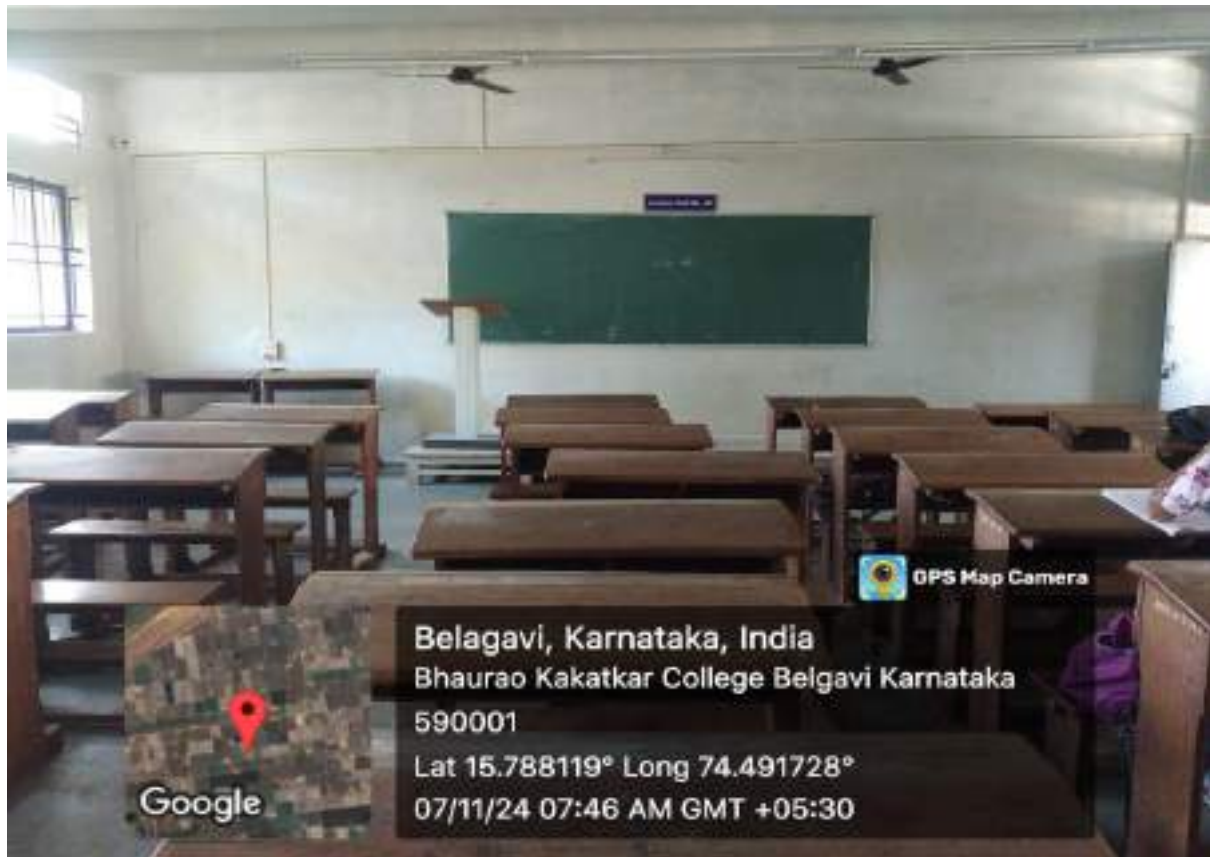 GPS Map Camera
Belagavi, Karnataka, India
Bhaurao Kakatkar College Belgavi Karnataka
590001
Lat 15.788119° Long 74.491728°
07/11/24 07:46 AM GMT +05:30
Google